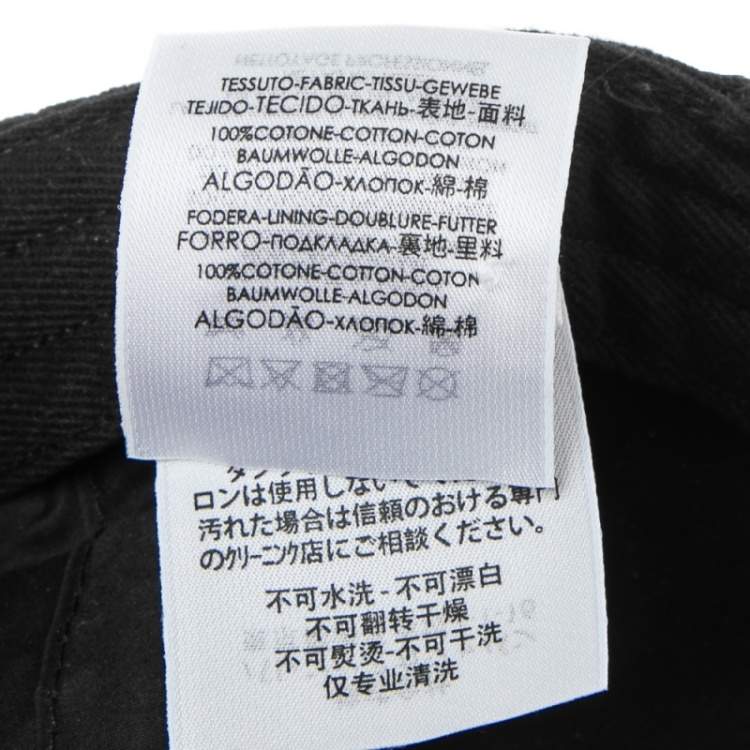 TESSUTO-FABRIC-TISSU-GEWEBE
TEJIDO-TECIDO-ТКАНЬ-表地-面料
100%COTONE-COTTON-COTON
BAUMWOLLE-ALGODON
ALGODÃO-ХЛОПОК-綿-棉
FODERA-LINING-DOUBLURE-FUTTER
FORRO-ПОДКЛАДКА-裏地-里料
100%COTONE-COTTON-COTON
BAUMWOLLE-ALGODON
ALGODÃO-ХЛОПОК-綿-棉
ロンは使用しないで
汚れた場合は信頼のおける専門
のクリーニング店にご相談ください
不可水洗-不可漂白
不可翻转干燥
不可熨烫-不可干洗
仅专业清洗